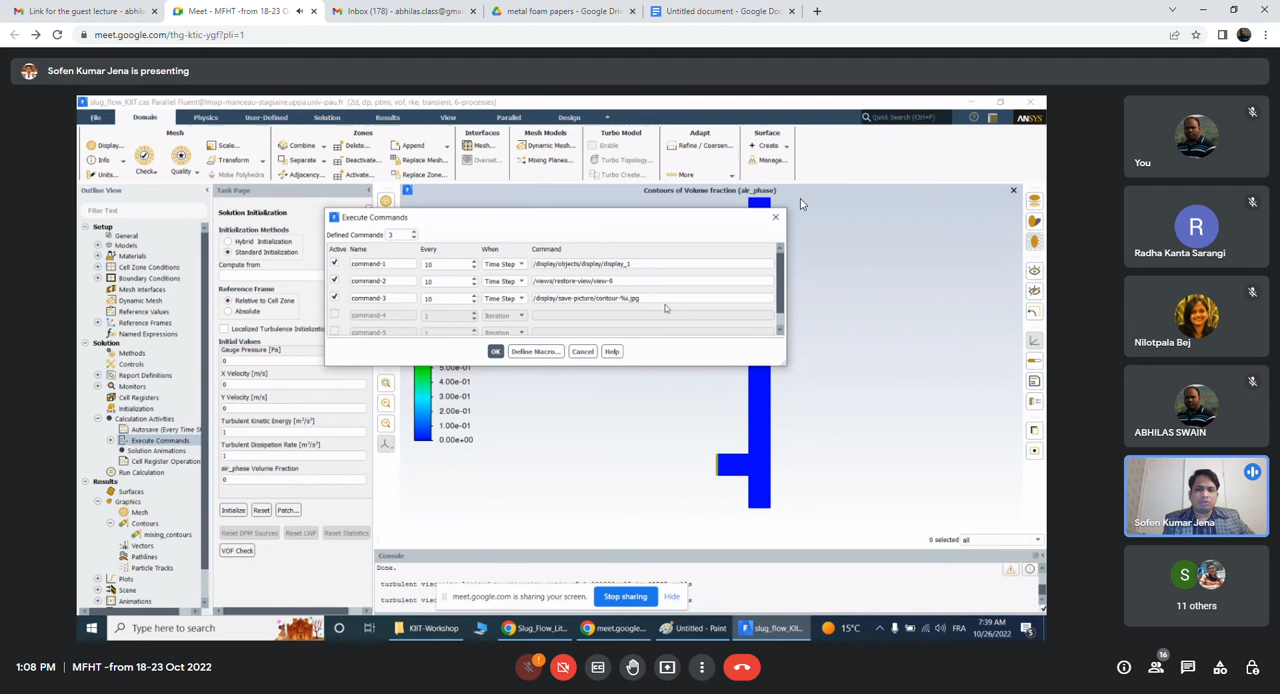 Link for the guest lecture - abhila
Meet - MFHT -from 18-23 O
Inbox (178) - abhilas.class@gma
metal foam papers - Google Dri
Untitled document - Google Doc
meet.google.com/thg-ktic-ygf?pli=1
Sofen Kumar Jena is presenting
slug_flow_KIIT.cas Parallel Fluent@lmap-manceau-stagiaire.uppa.univ-pau.fr [2d, dp, pbns, vof, rke, transient, 6-processes]
File Domain Physics User-Defined Solution Results View Parallel Design Quick Search (Ctrl+F) ANSYS
Mesh Zones Interfaces Mesh Models Turbo Model Adapt Surface
Display... Scale... Combine Delete... Append Mesh... Dynamic Mesh... Enable Refine / Coarsen... Create
Info Transform Separate Deactivate... Replace Mesh... Overset... Mixing Planes... Turbo Topology... Manage...
Units... Check Quality Make Polyhedra Adjacency... Activate... Replace Zone... Turbo Create... More
Outline View
Filter Text
Setup
General
Models
Materials
Cell Zone Conditions
Boundary Conditions
Mesh Interfaces
Dynamic Mesh
Reference Values
Reference Frames
Named Expressions
Solution
Methods
Controls
Report Definitions
Monitors
Cell Registers
Initialization
Calculation Activities
Autosave (Every Time S
Execute Commands
Solution Animations
Cell Register Operation
Run Calculation
Results
Surfaces
Graphics
Mesh
Contours
mixing_contours
Vectors
Pathlines
Particle Tracks
Plots
Scene
Animations
Task Page
Solution Initialization
Initialization Methods
Hybrid Initialization
Standard Initialization
Compute from
Reference Frame
Relative to Cell Zone
Absolute
Localized Turbulence Initializatio
Initial Values
Gauge Pressure [Pa]
0
X Velocity [m/s]
0
Y Velocity [m/s]
0
Turbulent Kinetic Energy [m²/s²]
1
Turbulent Dissipation Rate [m²/s³]
1
air_phase Volume Fraction
0
Initialize Reset Patch...
Reset DPM Sources Reset LWF Reset Statistics
VOF Check
Contours of Volume fraction (air_phase)
Execute Commands
Defined Commands 3
Active Name Every When Command
command-1 10 Time Step /display/objects/display/display_1
command-2 10 Time Step /views/restore-view/view-0
command-3 10 Time Step /display/save-picture/contour-%i.jpg
command-4 1 Iteration
command-5 1 Iteration
OK Define Macro... Cancel Help
5.00e-01
4.00e-01
3.00e-01
2.00e-01
1.00e-01
0.00e+00
0 selected all
Console
Done.
meet.google.com is sharing your screen. Stop sharing Hide
Type here to search
KIIT-Workshop
Slug_Flow_Lit...
meet.google...
Untitled - Paint
slug_flow_KII...
15°C
FRA
7:39 AM
10/26/2022
5
You
Radha Kanta Sarangi
R
Nilotpala Bej
ABHILAS SWAIN
Sofen Kumar Jena
S
11 others
1:08 PM | MFHT -from 18-23 Oct 2022
16